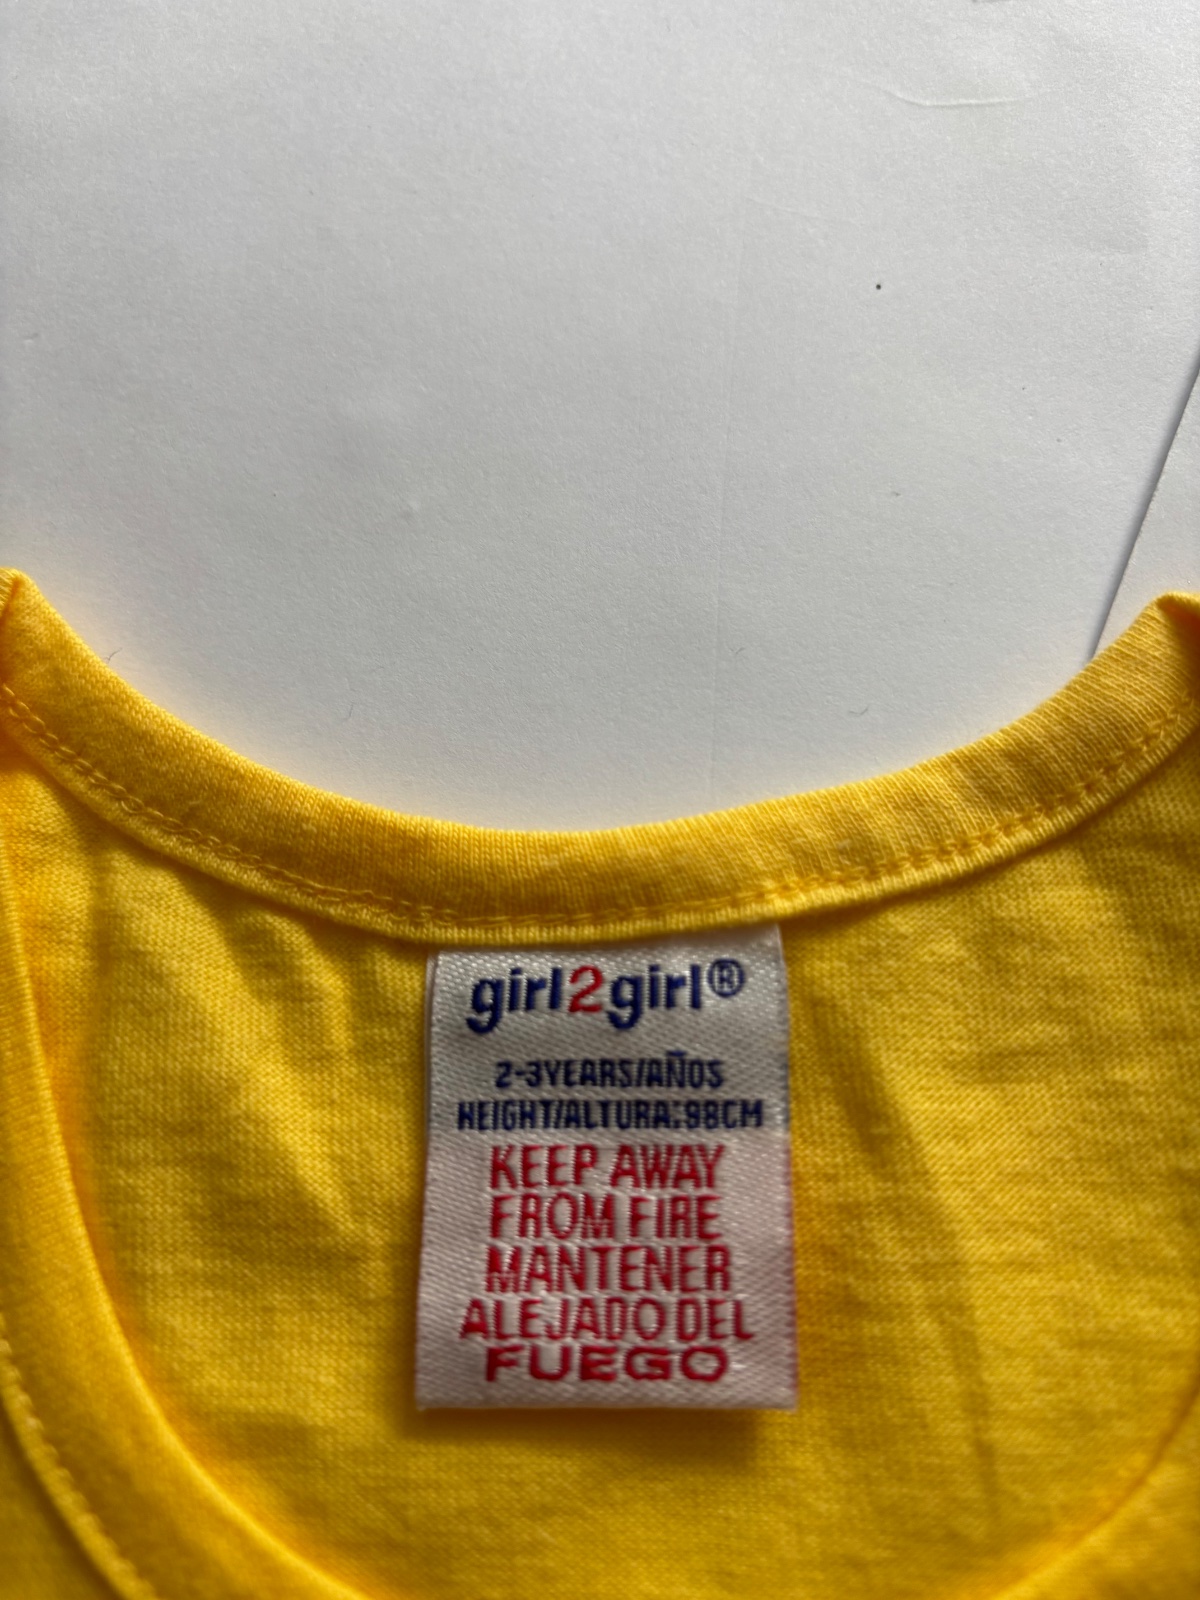 girl2girl®
2-3YEARS/AÑOS
HEIGHT/ALTURA:98CM
KEEP AWAY
FROM FIRE
MANTENER
ALEJADO DEL
FUEGO